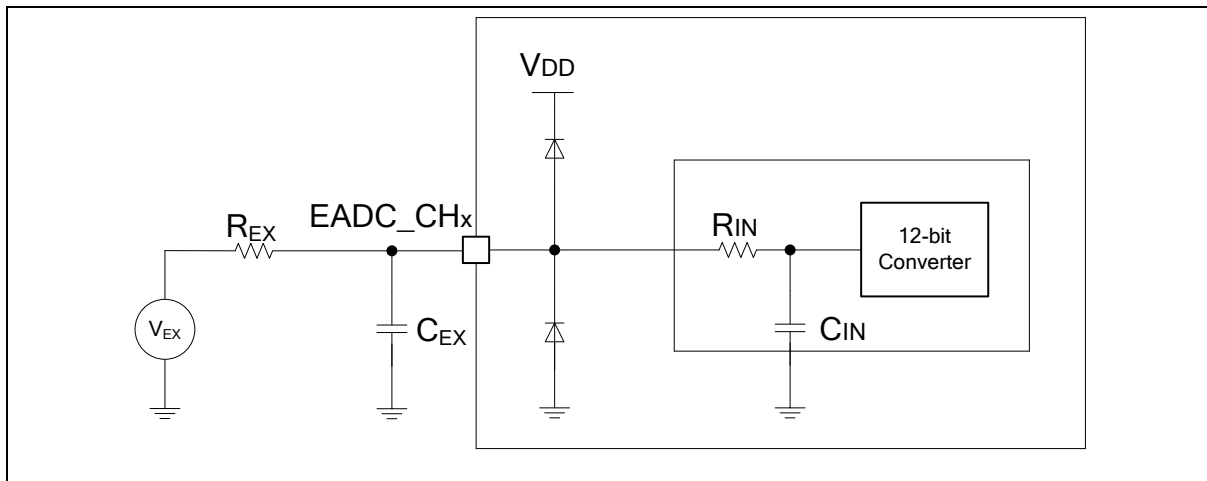 VDD
EADC_CHx
REX
RIN
12-bit
Converter
VEX
CEX
CIN